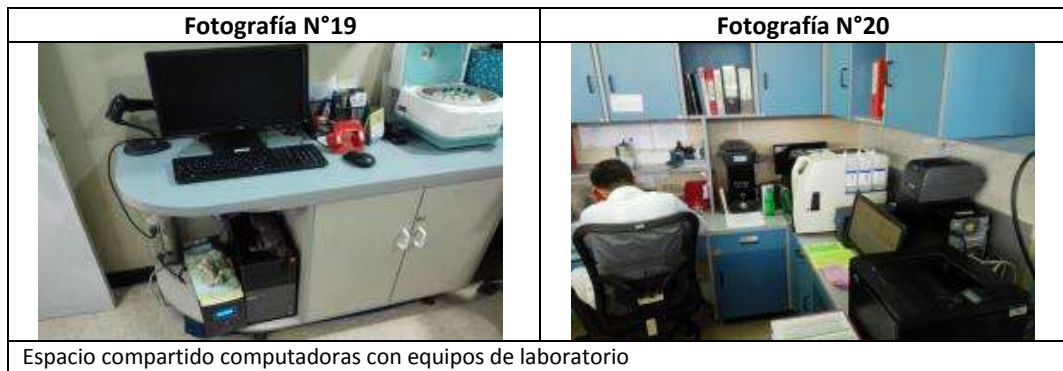 Fotografía N°19
Fotografía N°20
Espacio compartido computadoras con equipos de laboratorio